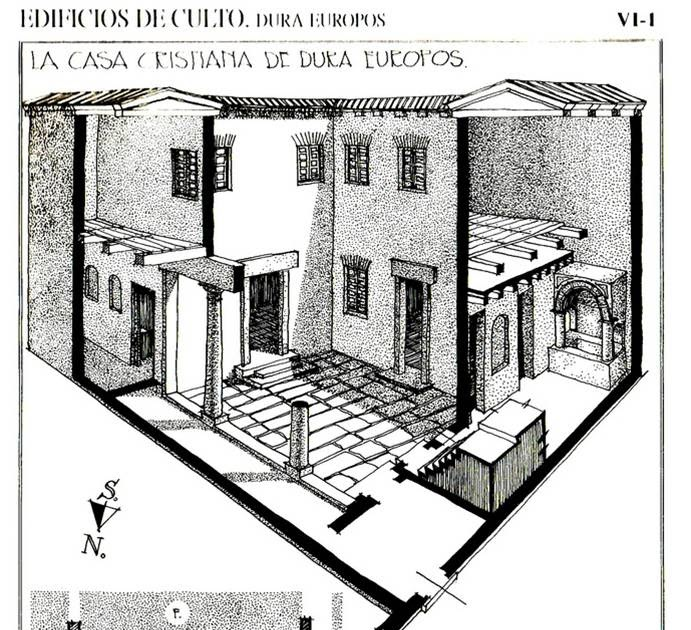 EDIFICIOS DE CULTO. DURA EUROPOS
VI-1
LA CASA CRISTIANA DE DURA EUROPOS.
S.
N.
P.